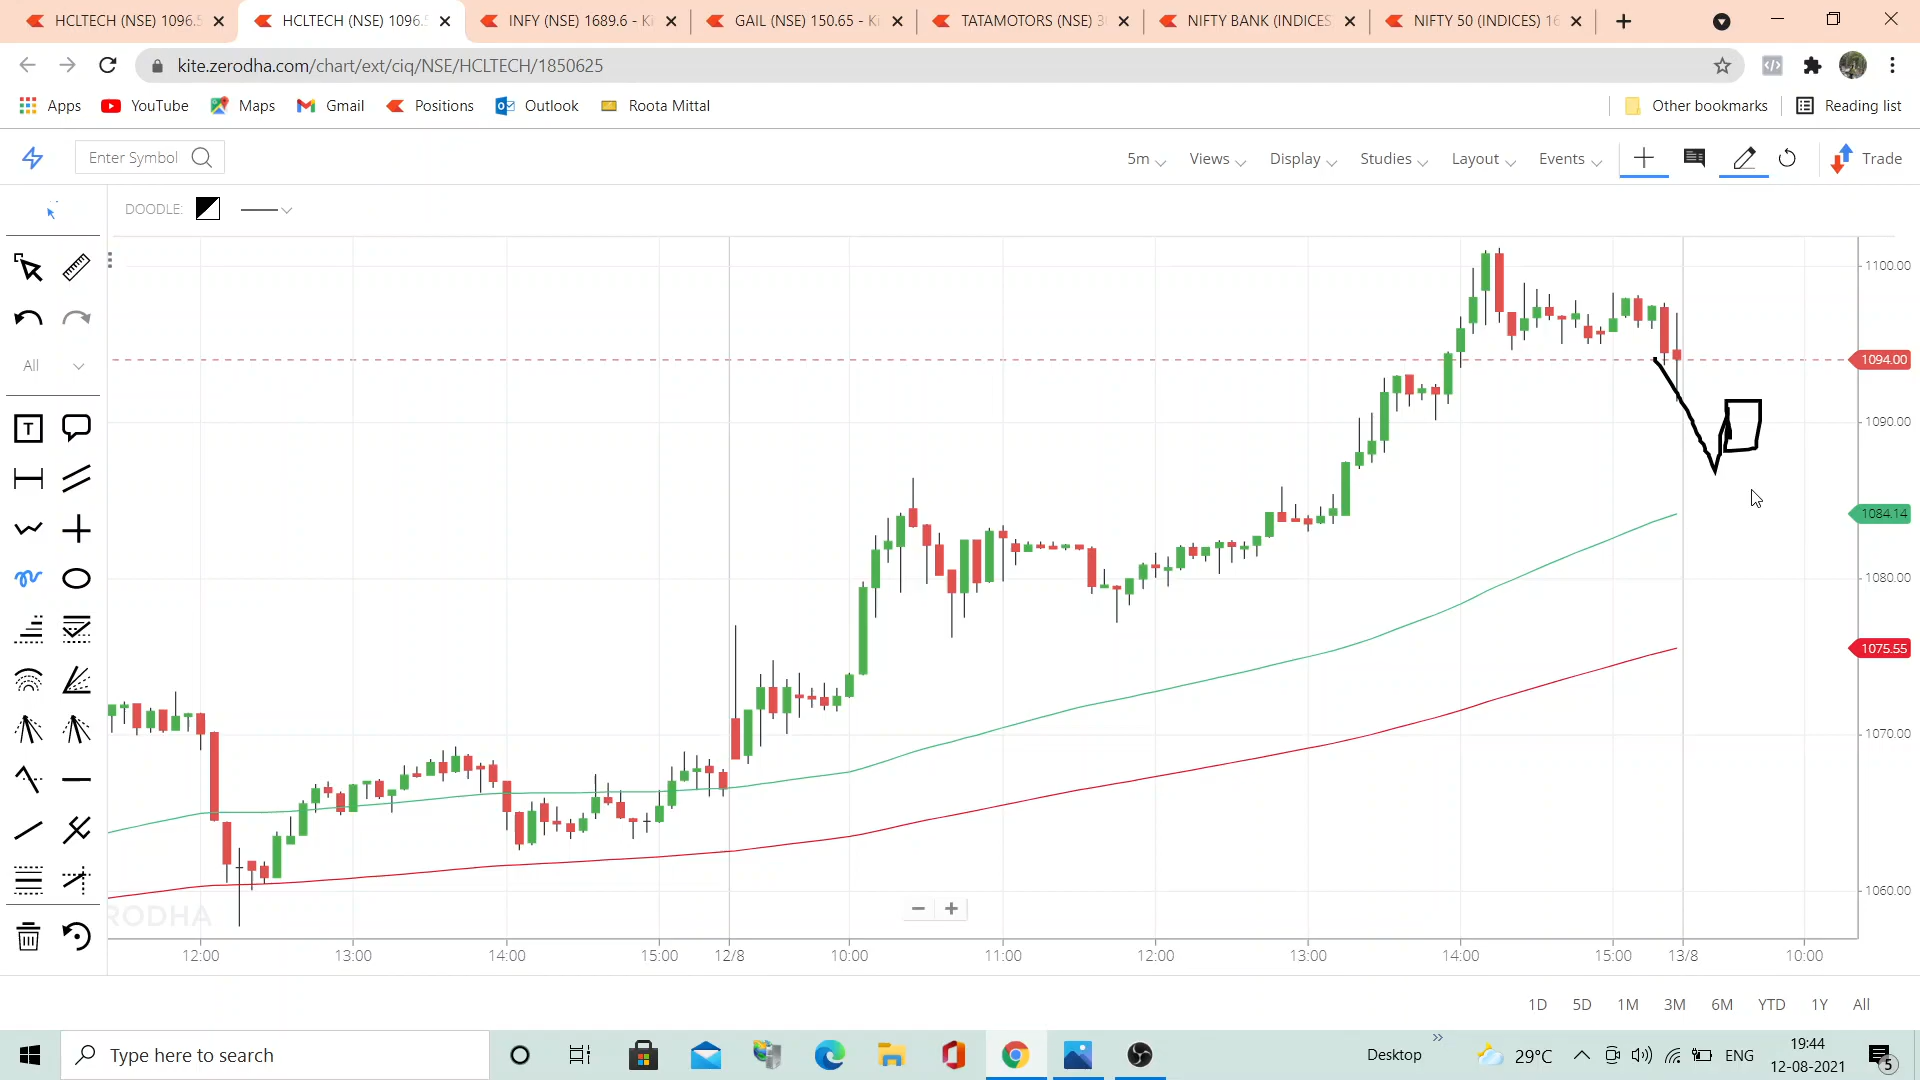 HCLTECH (NSE) 1096.5
HCLTECH (NSE) 1096.5
INFY (NSE) 1689.6 - Ki
GAIL (NSE) 150.65 - Ki
TATAMOTORS (NSE) 3
NIFTY BANK (INDICES
NIFTY 50 (INDICES) 16
kite.zerodha.com/chart/ext/ciq/NSE/HCLTECH/1850625
Apps
YouTube
Maps
Gmail
Positions
Outlook
Roota Mittal
Other bookmarks
Reading list
Enter Symbol
5m
Views
Display
Studies
Layout
Events
Trade
DOODLE:
All
T
1100.00
1094.00
1090.00
1084.14
1080.00
1075.55
1070.00
1060.00
RODHA
12:00
13:00
14:00
15:00
12/8
10:00
11:00
12:00
13:00
14:00
15:00
13/8
10:00
1D
5D
1M
3M
6M
YTD
1Y
All
Type here to search
Desktop
29°C
ENG
19:44
12-08-2021
5